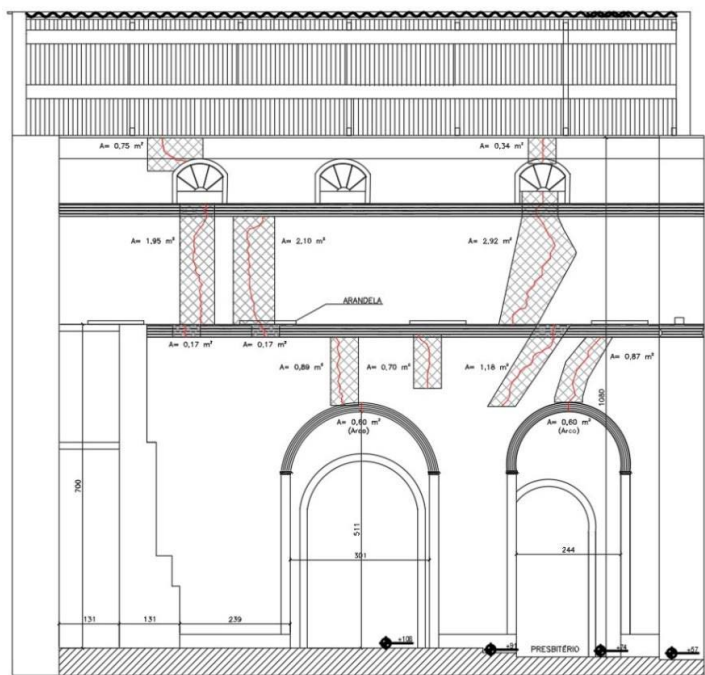 A= 0,75 m²
A= 0,34 m²
A= 1,95 m²
A= 2,10 m²
A= 2,92 m²
ARANDELA
A= 0,17 m²
A= 0,17 m²
A= 0,89 m²
A= 0,70 m²
A= 1,18 m²
A= 0,87 m²
1080
A= 0,60 m²
(Arco)
A= 0,60 m²
(Arco)
700
511
301
244
131
131
239
PRESBITÉRIO
+57